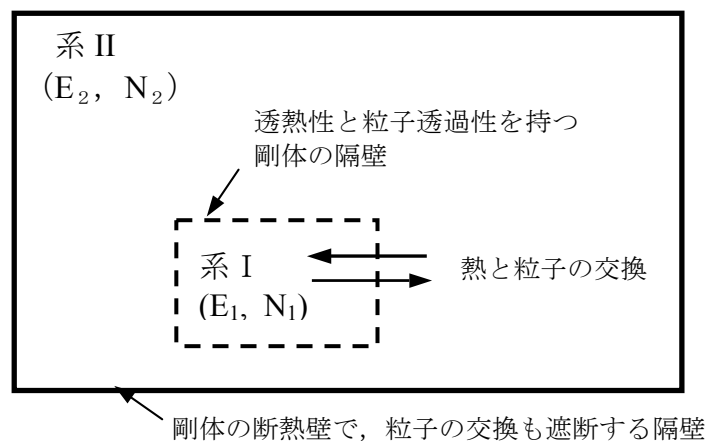 系 II
(E₂, N₂)
透熱性と粒子透過性を持つ
剛体の隔壁
系 I
(E₁, N₁)
熱と粒子の交換
剛体の断熱壁で，粒子の交換も遮断する隔壁